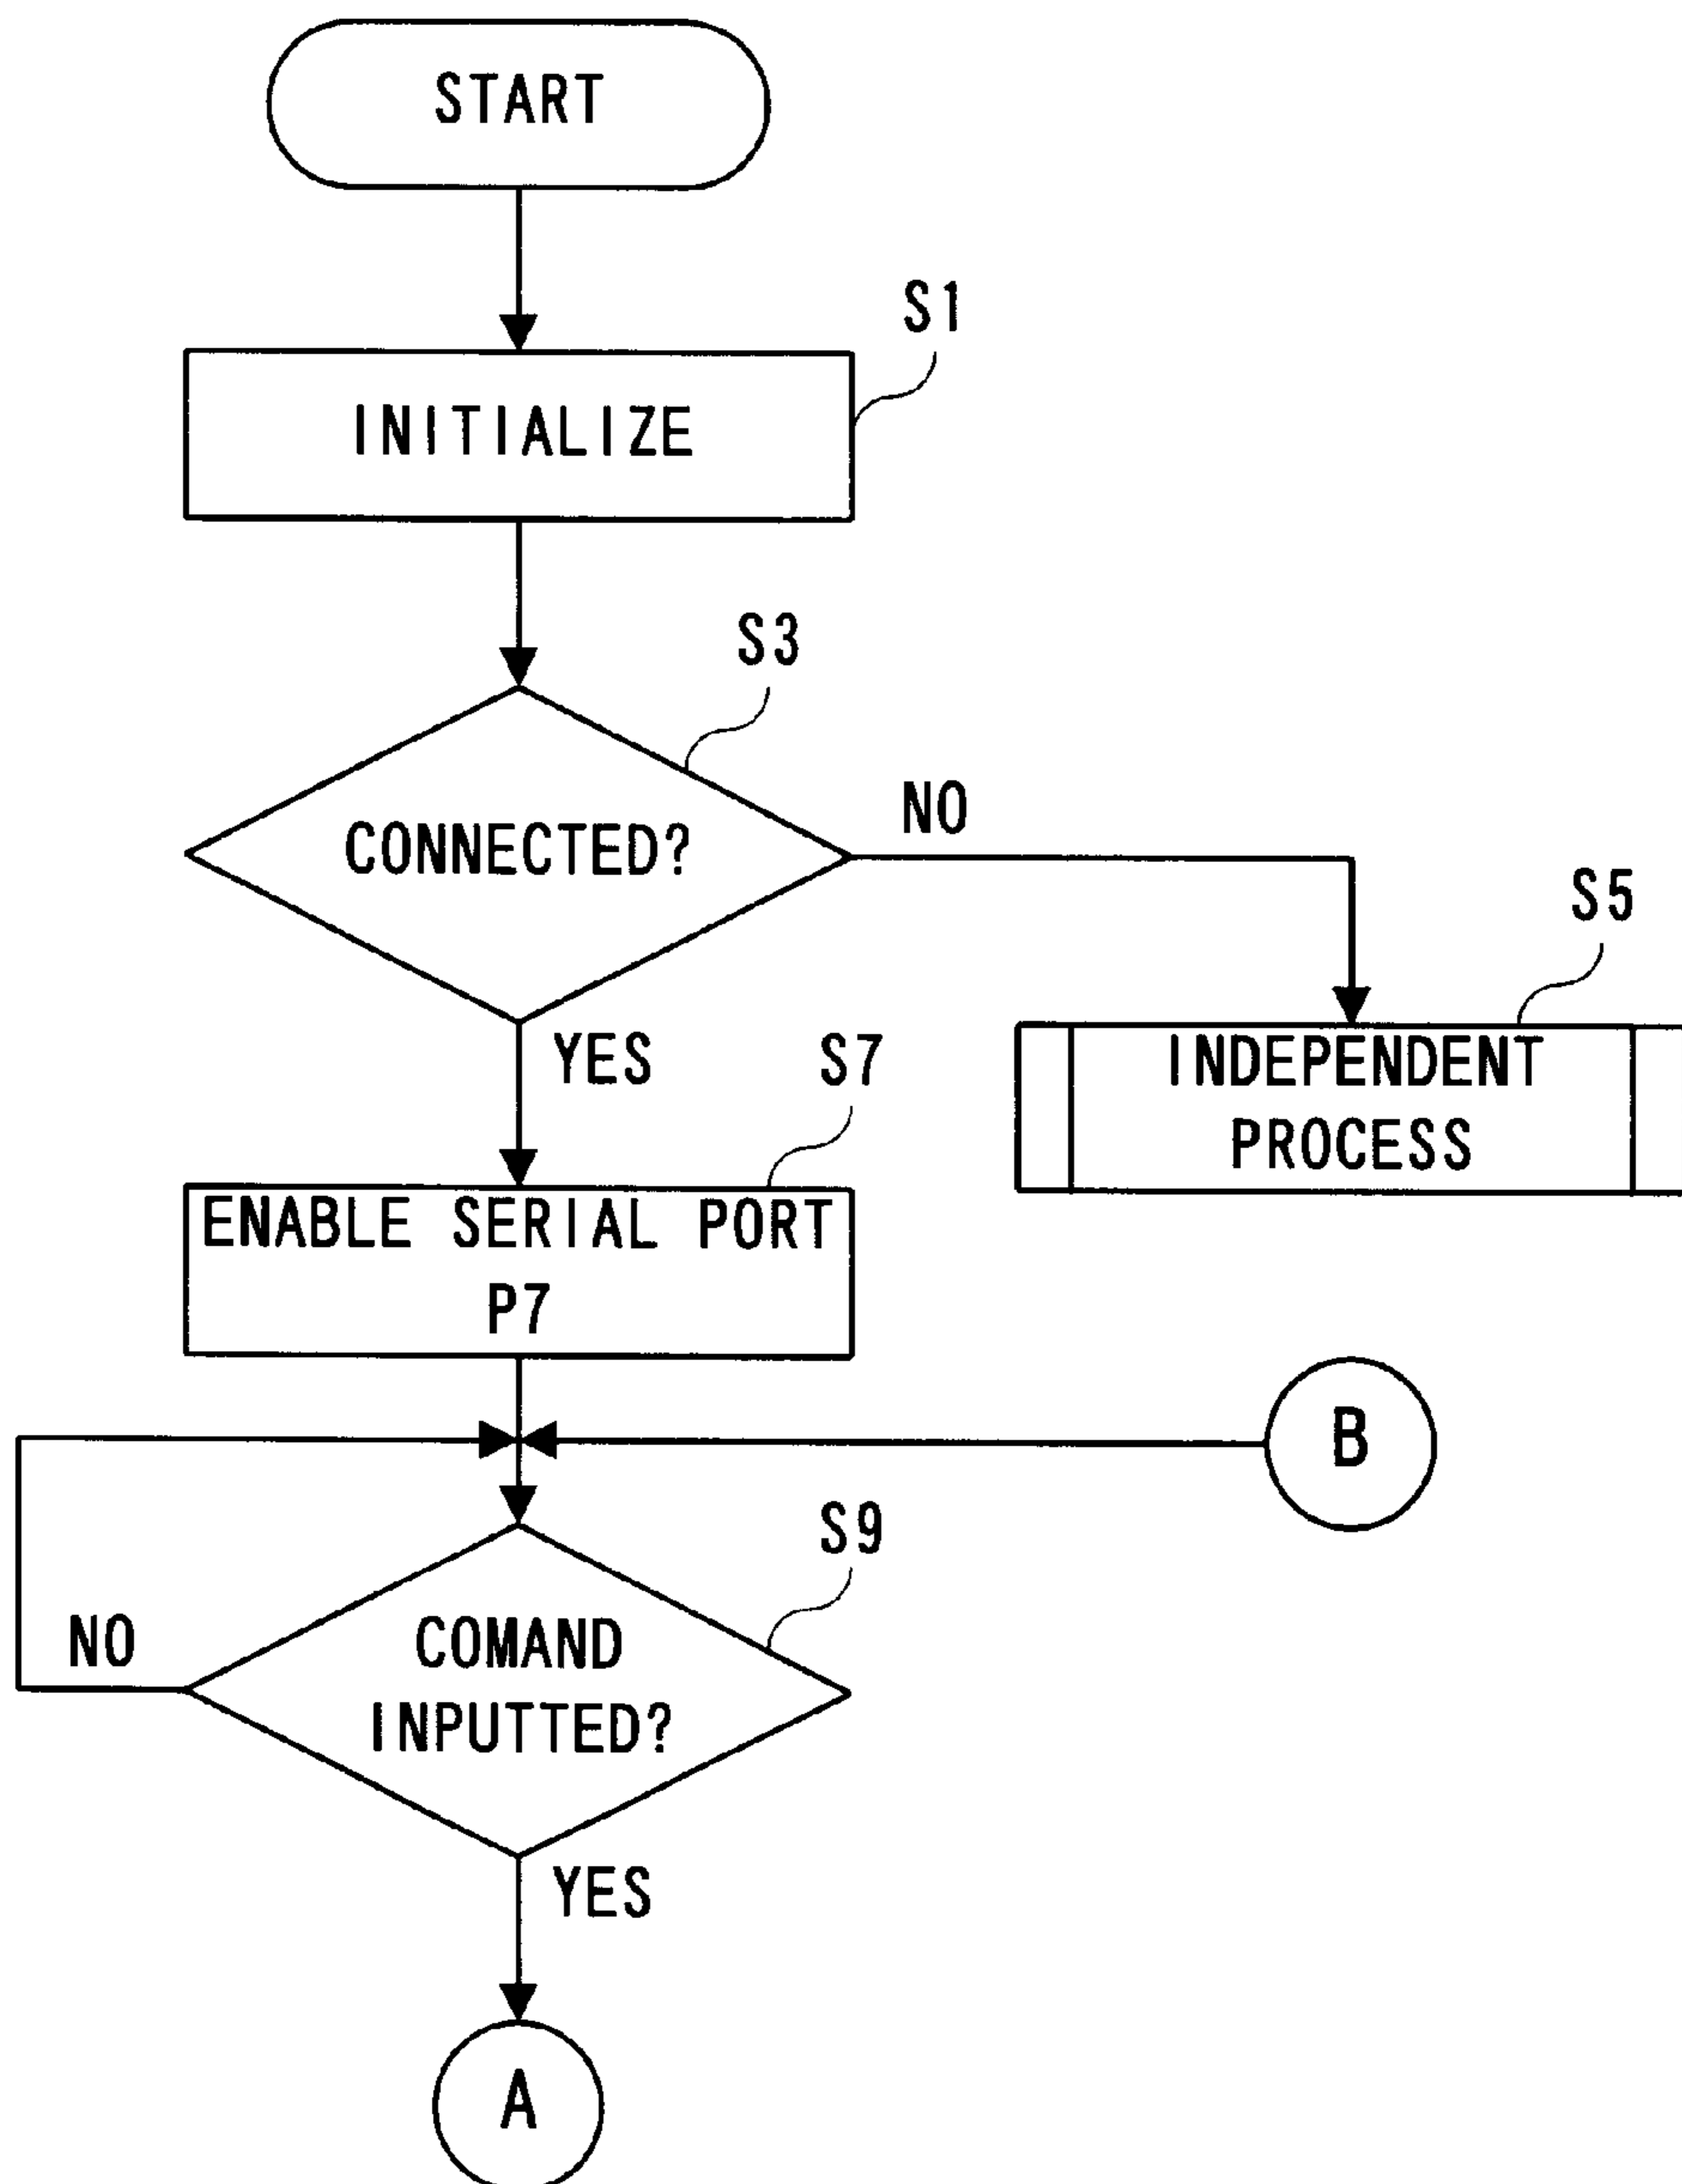 START
S1
INITIALIZE
S3
CONNECTED?
NO
S5
INDEPENDENT
PROCESS
YES
S7
ENABLE SERIAL PORT
P7
B
S9
COMAND
INPUTTED?
NO
YES
A